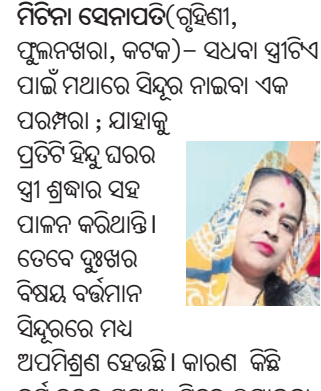 ମିଟିନା ସେନାପତି(ଗୃହିଣୀ,
ଫୁଲନଖରା, କଟକ)– ସଧବା ସ୍ତ୍ରୀଟିଏ
ପାଇଁ ମଥାରେ ସିନ୍ଦୂର ନାଇବା ଏକ
ପରମ୍ପରା ; ଯାହାକୁ
ପ୍ରତିଟି ହିନ୍ଦୁ ଘରର
ସ୍ତ୍ରୀ ଶ୍ରଦ୍ଧାର ସହ
ପାଳନ କରିଥାନ୍ତି।
ତେବେ ଦୁଃଖର
ବିଷୟ ବର୍ତ୍ତମାନ
ସିନ୍ଦୂରରେ ମଧ୍ୟ
ଅପମିଶ୍ରଣ ହେଉଛି। କାରଣ କିଛି